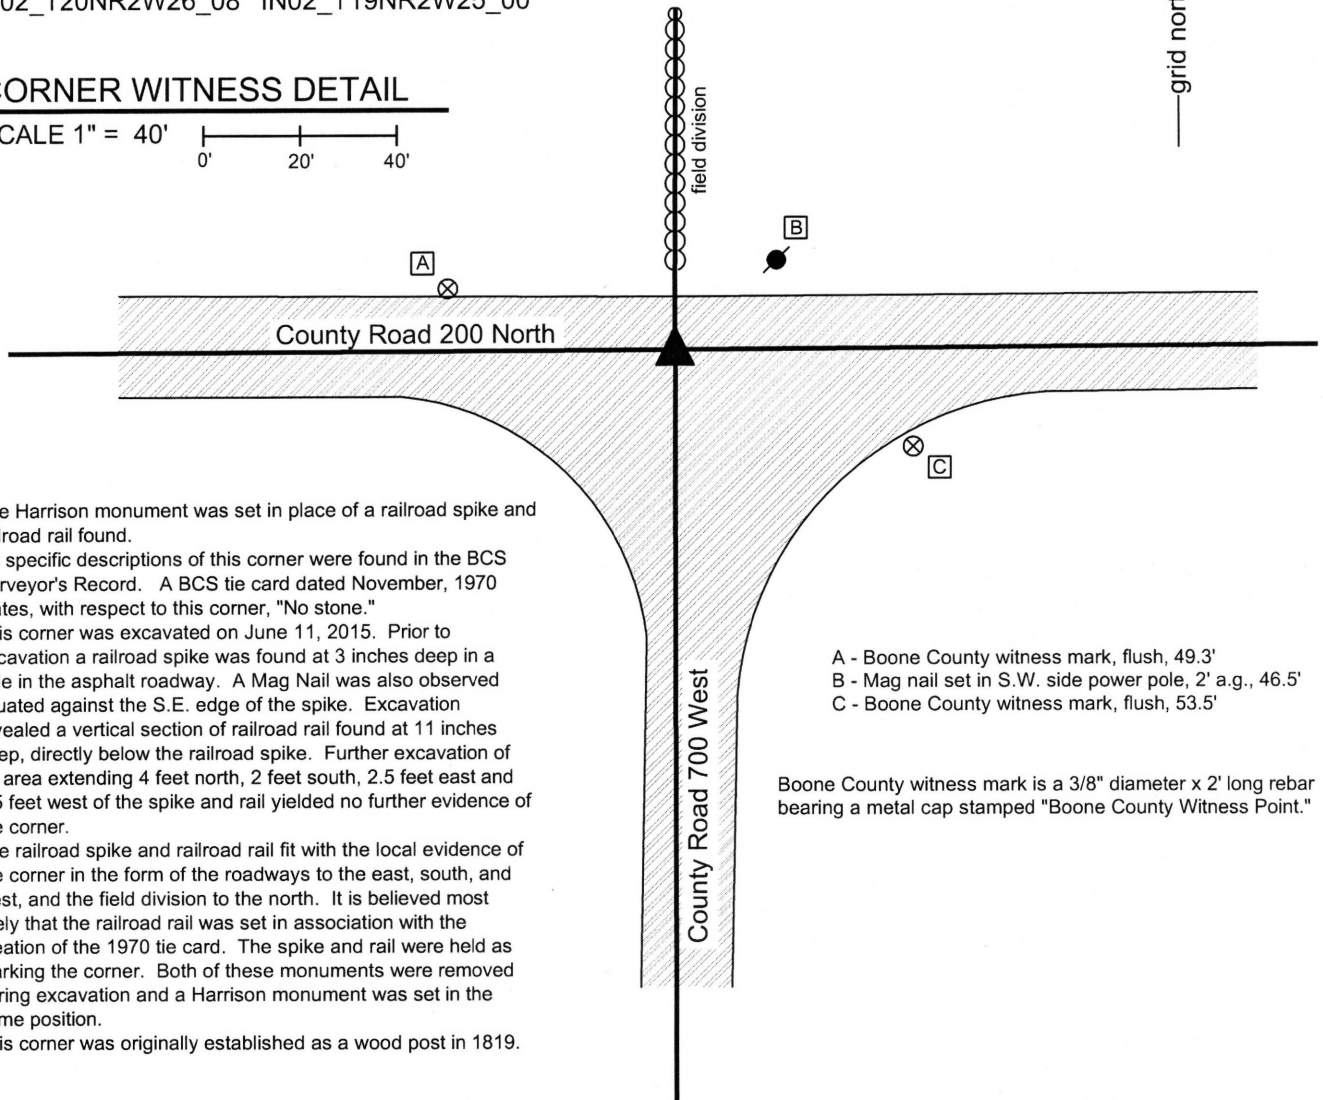 02_T20NR2W26_08 IN02_T19NR2W25_00
grid nor
CORNER WITNESS DETAIL
SCALE 1" = 40'
0' 20' 40'
field division
A
B
County Road 200 North
C
e Harrison monument was set in place of a railroad spike and
lroad rail found.
specific descriptions of this corner were found in the BCS
rveyor's Record. A BCS tie card dated November, 1970
ates, with respect to this corner, "No stone."
is corner was excavated on June 11, 2015. Prior to
cavation a railroad spike was found at 3 inches deep in a
e in the asphalt roadway. A Mag Nail was also observed
uated against the S.E. edge of the spike. Excavation
vealed a vertical section of railroad rail found at 11 inches
ep, directly below the railroad spike. Further excavation of
area extending 4 feet north, 2 feet south, 2.5 feet east and
5 feet west of the spike and rail yielded no further evidence of
e corner.
e railroad spike and railroad rail fit with the local evidence of
e corner in the form of the roadways to the east, south, and
est, and the field division to the north. It is believed most
ely that the railroad rail was set in association with the
eation of the 1970 tie card. The spike and rail were held as
arking the corner. Both of these monuments were removed
ring excavation and a Harrison monument was set in the
me position.
is corner was originally established as a wood post in 1819.
County Road 700 West
A - Boone County witness mark, flush, 49.3'
B - Mag nail set in S.W. side power pole, 2' a.g., 46.5'
C - Boone County witness mark, flush, 53.5'
Boone County witness mark is a 3/8" diameter x 2' long rebar
bearing a metal cap stamped "Boone County Witness Point."